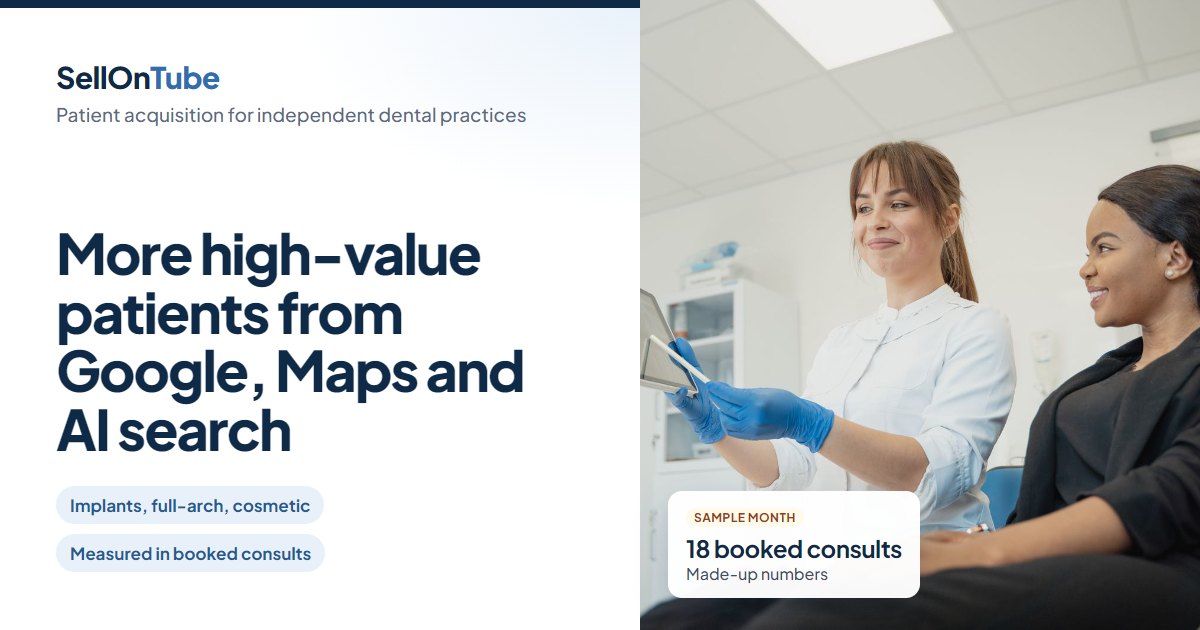 SellOnTube
Patient acquisition for independent dental practices
More high-value
patients from
Google, Maps and
AI search
Implants, full-arch, cosmetic
Measured in booked consults
SAMPLE MONTH
18 booked consults
Made-up numbers